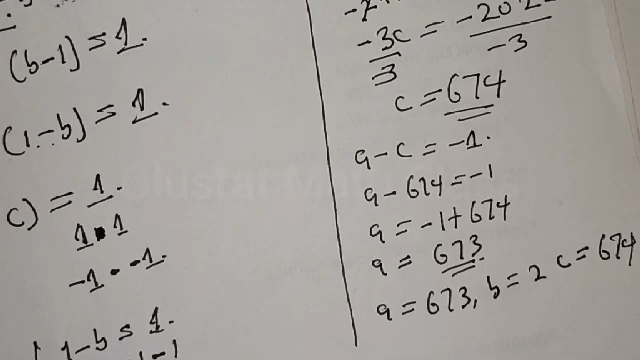 (b-1) = 1.
(1-b) = 1.
c) = 1.
1 · 1
-1 · -1.
1-b = 1.
-3c = -202
3 -3
c = 674
a - c = -1.
a - 674 = -1
a = -1 + 674
a = 673
a = 673, b = 2 c = 674